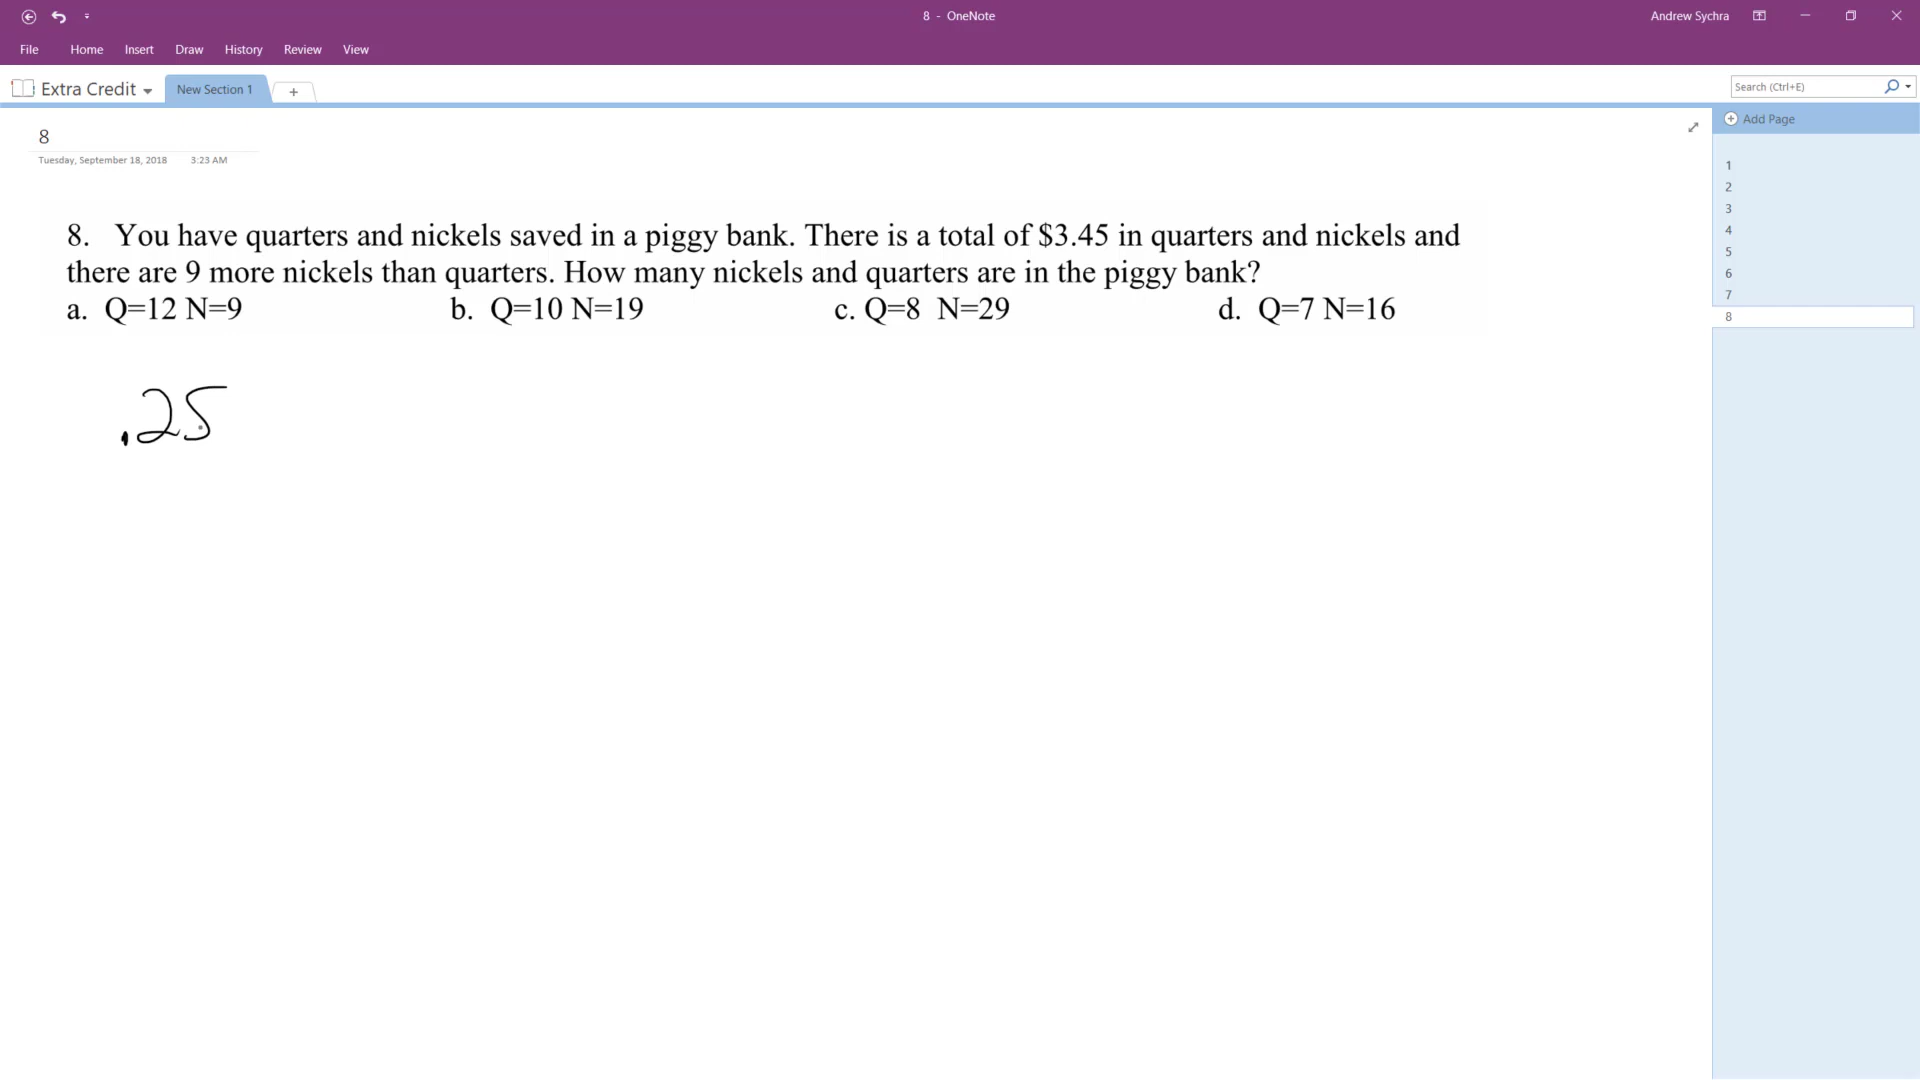 8 - OneNote
Andrew Sychra
File Home Insert Draw History Review View
Extra Credit New Section 1 +
Search (Ctrl+E)
Add Page
8
Tuesday, September 18, 2018 3:23 AM
8. You have quarters and nickels saved in a piggy bank. There is a total of $3.45 in quarters and nickels and
there are 9 more nickels than quarters. How many nickels and quarters are in the piggy bank?
a. Q=12 N=9 b. Q=10 N=19 c. Q=8 N=29 d. Q=7 N=16
.25
1
2
3
4
5
6
7
8